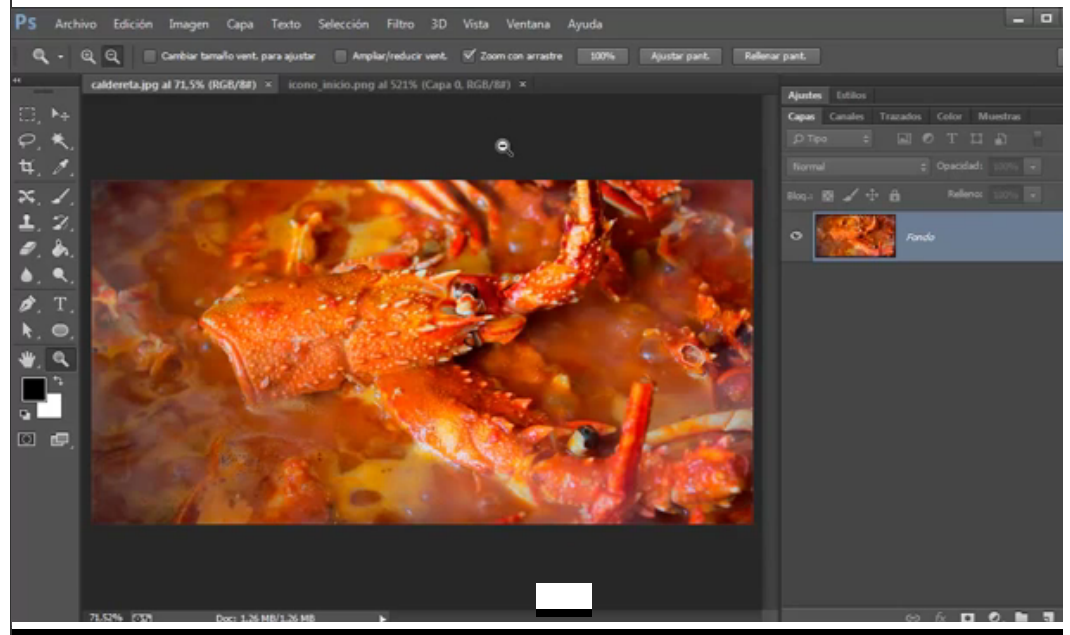 Ps Archivo Edición Imagen Capa Texto Selección Filtro 3D Vista Ventana Ayuda
Cambiar tamaño vent. para ajustar Ampliar/reducir vent. Zoom con arrastre 100% Ajustar pant. Rellenar pant.
caldereta.jpg al 71,5% (RGB/8#) × icono_inicio.png al 521% (Capa 0, RGB/8#) ×
Ajustes Estilos
Capas Canales Trazados Color Muestras
Tipo
Normal Opacidad: 100%
Bloq.: Relleno: 100%
Fondo
71,52% Doc: 1,26 MB/1,26 MB